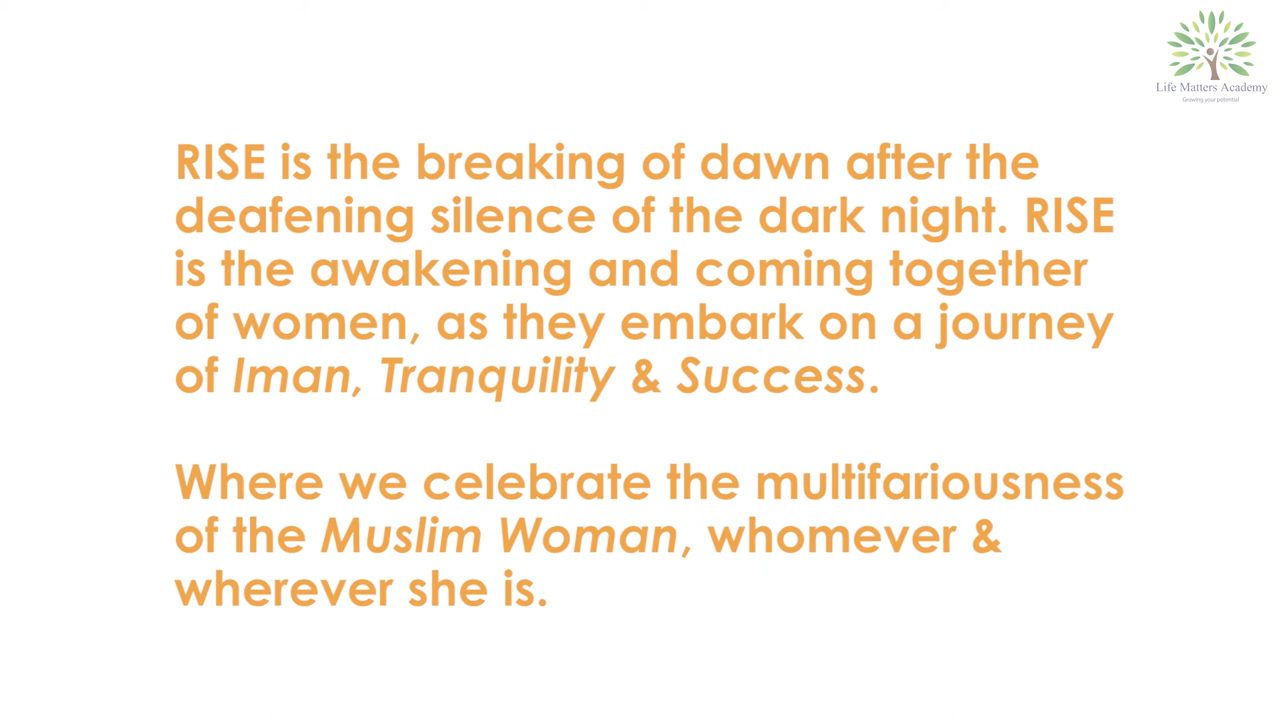 Life Matters Academy
Growing your potential
RISE is the breaking of dawn after the
deafening silence of the dark night. RISE
is the awakening and coming together
of women, as they embark on a journey
of Iman, Tranquility & Success.
Where we celebrate the multifariousness
of the Muslim Woman, whomever &
wherever she is.